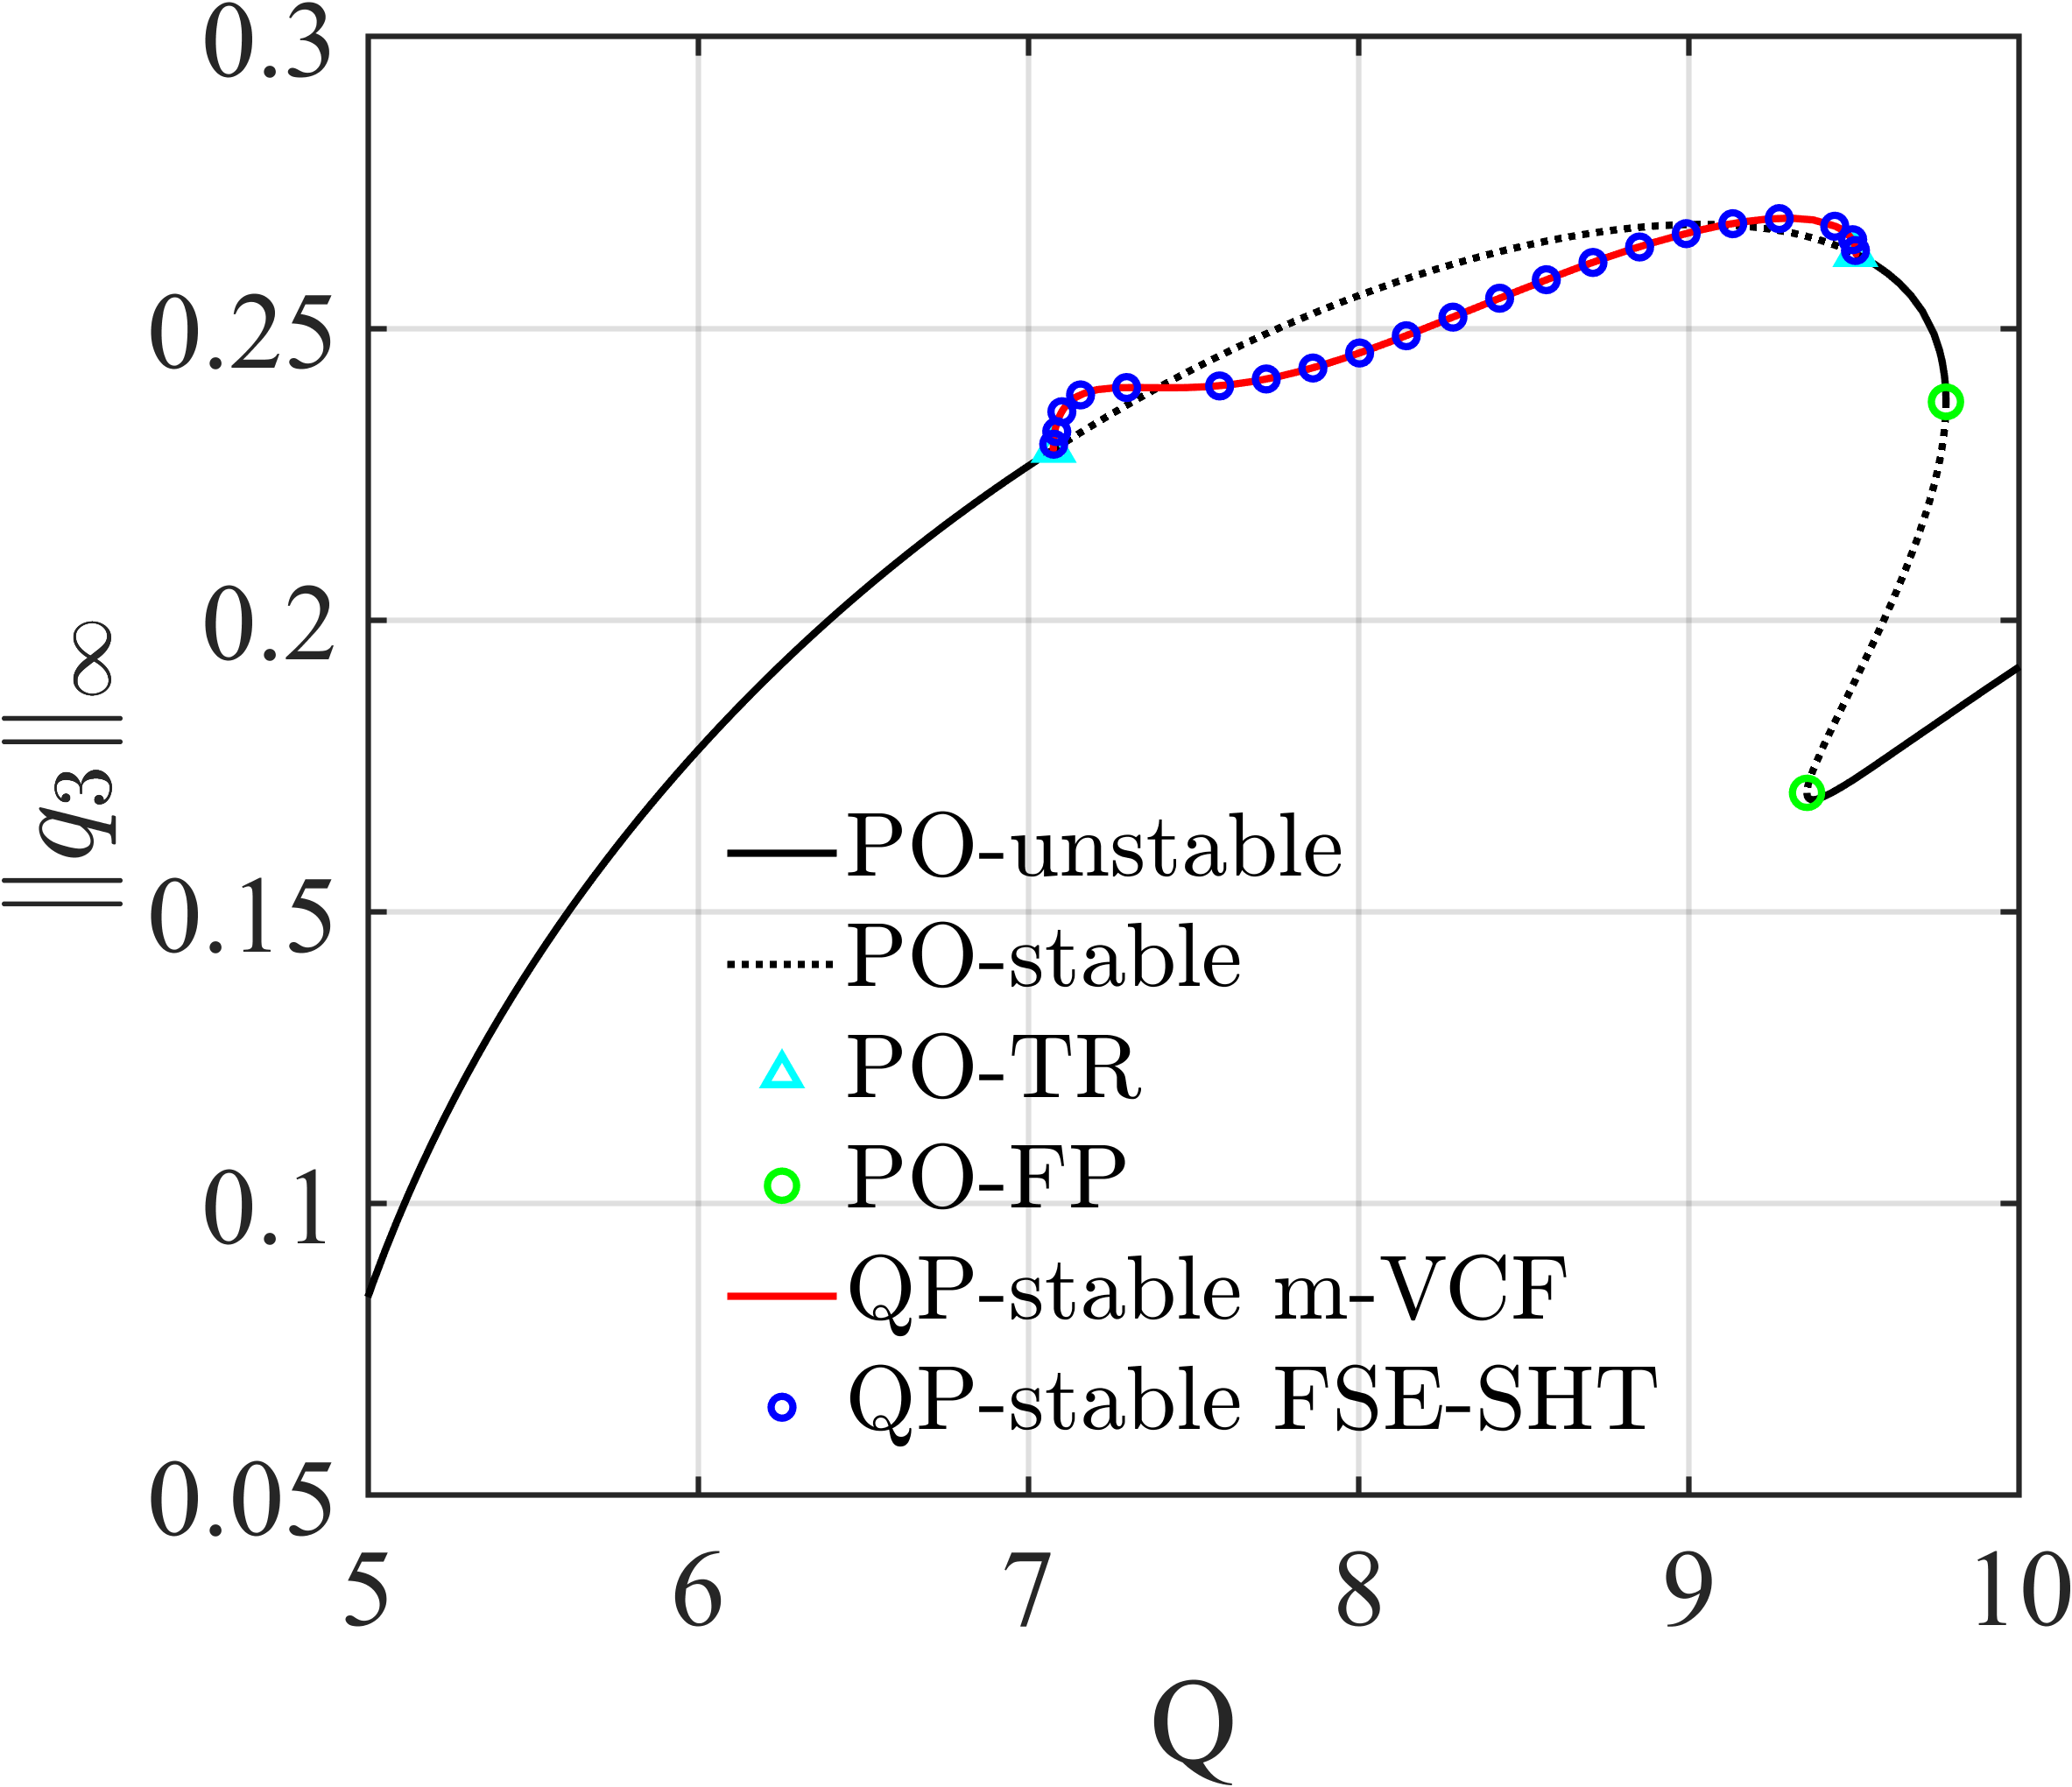 0.3
0.25
0.2
0.15
0.1
0.05
||q3||∞
PO-unstable
PO-stable
PO-TR
PO-FP
QP-stable m-VCF
QP-stable FSE-SHT
5 6 7 8 9 10
Q